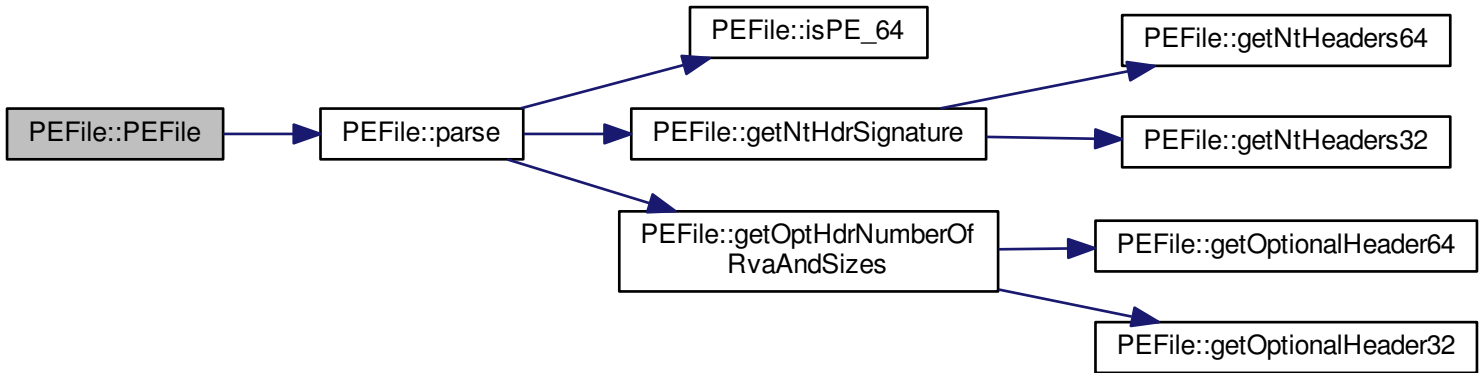 PEFile::PEFile
PEFile::parse
PEFile::isPE_64
PEFile::getNtHdrSignature
PEFile::getNtHeaders64
PEFile::getNtHeaders32
PEFile::getOptHdrNumberOf
RvaAndSizes
PEFile::getOptionalHeader64
PEFile::getOptionalHeader32